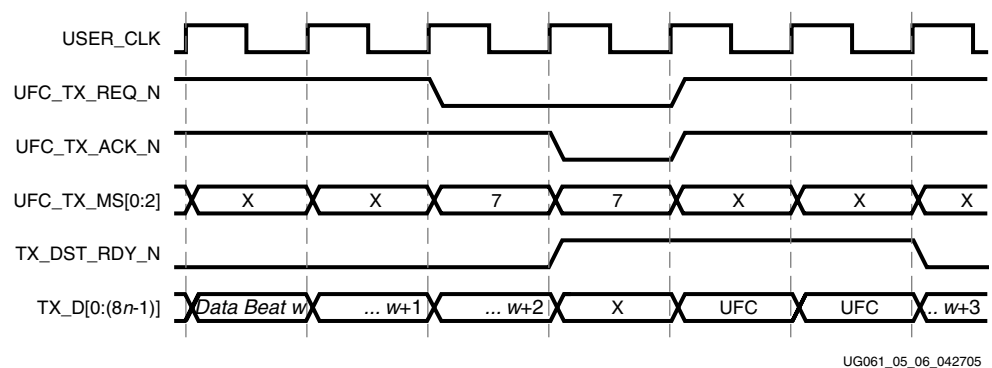 USER_CLK
UFC_TX_REQ_N
UFC_TX_ACK_N
UFC_TX_MS[0:2] X X 7 7 X X X
TX_DST_RDY_N
TX_D[0:(8n-1)] Data Beat w ... w+1 ... w+2 X UFC UFC .. w+3
UG061_05_06_042705